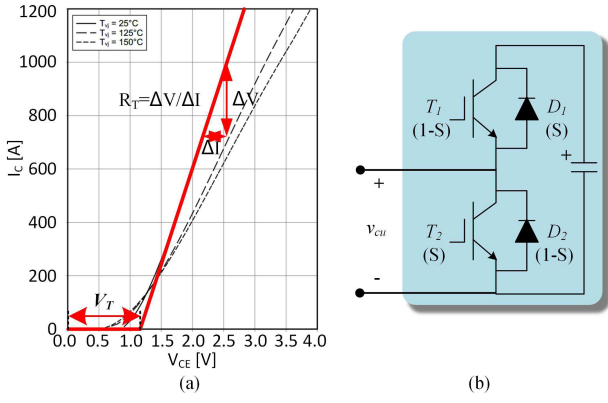 T_vj = 25°C
T_vj = 125°C
T_vj = 150°C
1200
1000
800
600
400
200
0
I_C [A]
R_T=ΔV/ΔI
ΔV
ΔI
V_T
0.0 0.5 1.0 1.5 2.0 2.5 3.0 3.5 4.0
V_CE [V]
(a)
T_1
(1-S)
D_1
(S)
+
+
v_cu
-
T_2
(S)
D_2
(1-S)
(b)